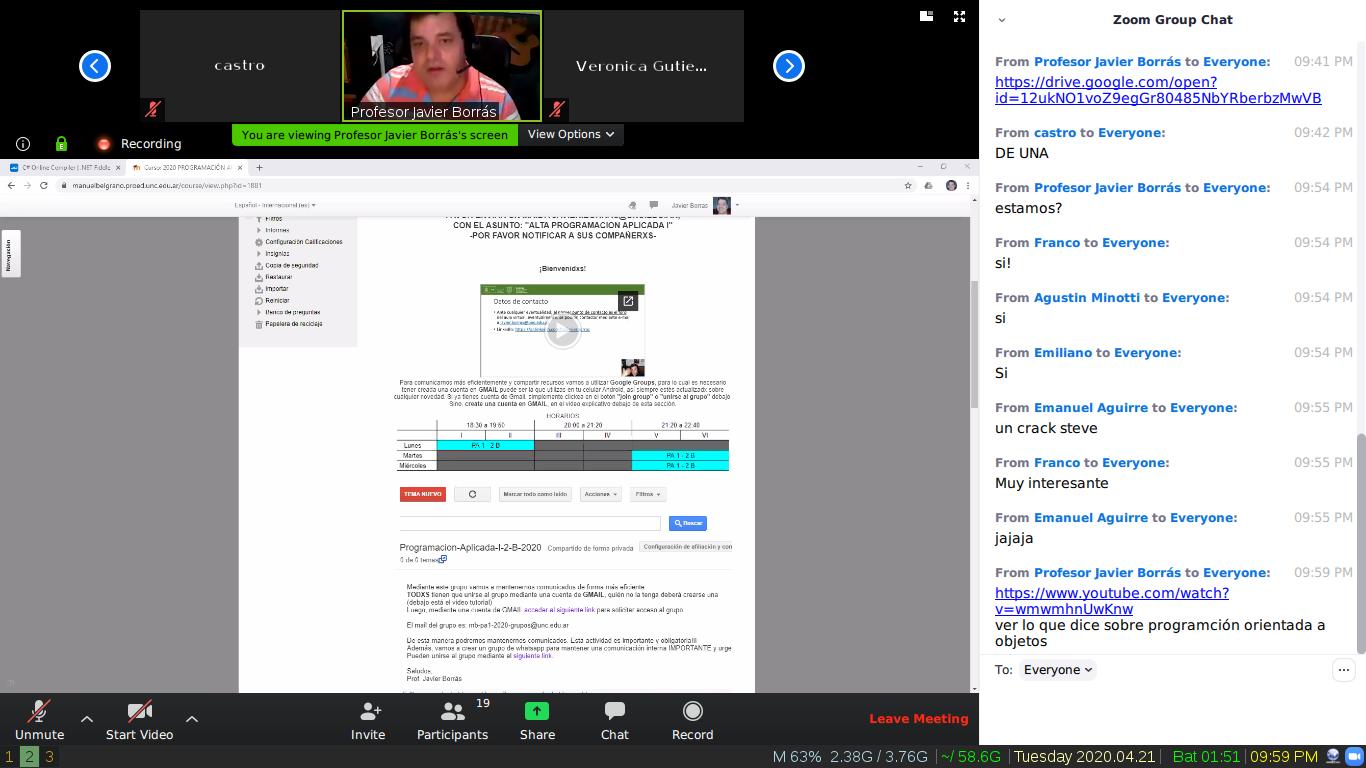 castro
Profesor Javier Borrás
Veronica Gutie...
Recording
You are viewing Profesor Javier Borrás's screen
View Options
C# Online Compiler | .NET Fiddle
Curso: 2020 PROGRAMACIÓN A
manuelbelgrano.proed.unc.edu.ar/course/view.php?id=1881
Español - Internacional (es)
Javier Borras
Navegación
Filtros
Informes
Configuración Calificaciones
Insignias
Copia de seguridad
Restaurar
Importar
Reiniciar
Banco de preguntas
Papelera de reciclaje
CON EL ASUNTO: "ALTA PROGRAMACION APLICADA I"
-POR FAVOR NOTIFICAR A SUS COMPAÑERXS-
¡Bienvenidxs!
Datos de contacto
Para comunicarnos más eficientemente y compartir recursos vamos a utilizar Google Groups, para lo cual es necesario
tener creada una cuenta en GMAIL puede ser la que utilizas en tu celular Android, así siempre estés actualizadx sobre
cualquier novedad. Si ya tienes cuenta de Gmail, simplemente clickea en el botón "join group" o "unirse al grupo" debajo
Sino, create una cuenta en GMAIL, en el video explicativo debajo de esta sección.
HORARIOS
18:30 a 19:50 20:00 a 21:20 21:20 a 22:40
I II III IV V VI
Lunes PA 1 - 2 B
Martes PA 1 - 2 B
Miércoles PA 1 - 2 B
TEMA NUEVO Marcar todo como leído Acciones Filtros
Buscar
Programacion-Aplicada-I-2-B-2020 Compartido de forma privada Configuración de afiliación y con
0 de 0 temas
Mediante este grupo vamos a mantenernos comunicados de forma más eficiente
TODXS tienen que unirse al grupo mediante una cuenta de GMAIL, quién no la tenga deberá crearse una
(debajo está el video tutorial)
Luego, mediante una cuenta de GMAIL acceder al siguiente link para solicitar acceso al grupo
El mail del grupo es: mb-pa1-2020-grupos@unc.edu.ar
De esta manera podremos mantenernos comunicados. Esta actividad es importante y obligatoria!!!
Además, vamos a crear un grupo de whatsapp para mantener una comunicación interna IMPORTANTE y urge
Pueden unirse al grupo mediante el siguiente link.
Saludos
Prof. Javier Borrás
Unmute
Start Video
Invite
19
Participants
Share
Chat
Record
Leave Meeting
Zoom Group Chat
From Profesor Javier Borrás to Everyone: 09:41 PM
https://drive.google.com/open?
id=12ukNO1voZ9egGr80485NbYRberbzMwVB
From castro to Everyone: 09:42 PM
DE UNA
From Profesor Javier Borrás to Everyone: 09:54 PM
estamos?
From Franco to Everyone: 09:54 PM
si!
From Agustin Minotti to Everyone: 09:54 PM
si
From Emiliano to Everyone: 09:54 PM
Si
From Emanuel Aguirre to Everyone: 09:55 PM
un crack steve
From Franco to Everyone: 09:55 PM
Muy interesante
From Emanuel Aguirre to Everyone: 09:55 PM
jajaja
From Profesor Javier Borrás to Everyone: 09:59 PM
https://www.youtube.com/watch?
v=wmwmhnUwKnw
ver lo que dice sobre programción orientada a
objetos
To: Everyone
1 2 3
M 63% 2.38G / 3.76G | ~/ 58.6G | Tuesday 2020.04.21 | Bat 01:51 | 09:59 PM